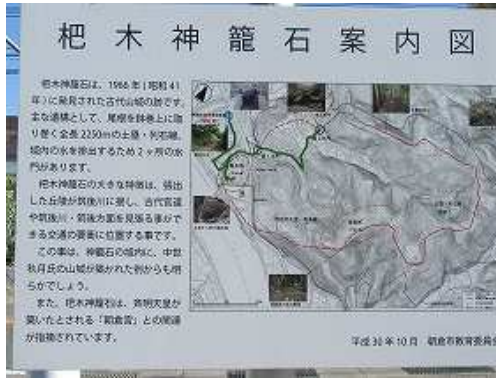 杷木神籠石案内図
杷木神籠石は、1966年(昭和41
年)に発見された古代山城の跡です。
主な遺構として、尾根を鉢巻上に取
り巻く全長2250mの土塁・列石線、
城内の水を排出するため2ヶ所の水
門があります。
杷木神籠石の大きな特徴は、張出
した丘陵が筑後川に接し、古代官道
や筑後川・筑後方面を見張る事がで
きる交通の要衝に位置する事です。
この事は、神籠石の城内に、中世
秋月氏の山城が築かれた例からも明
らかでしょう。
また、杷木神籠石は、斉明天皇が
築いたとされる「朝倉宮」との関連
が指摘されています。
平成30年10月 朝倉市教育委員会